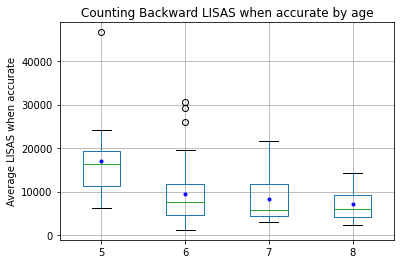 Counting Backward LISAS when accurate by age
Average LISAS when accurate
40000
30000
20000
10000
0
5 6 7 8